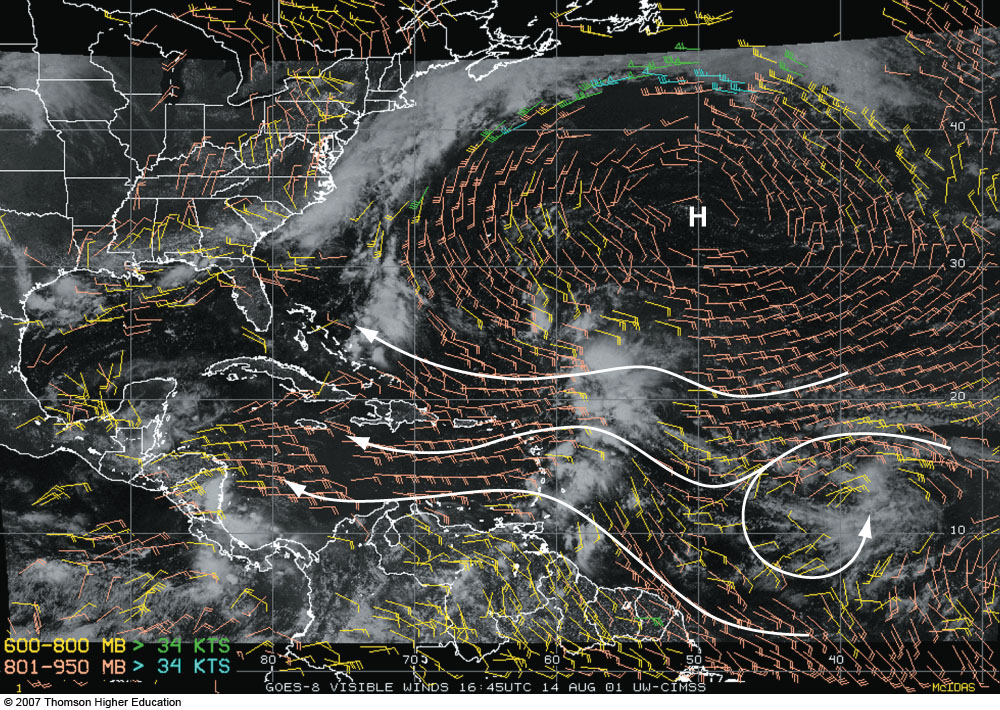 40
H
30
20
10
600-800 MB > 34 KTS
801-950 MB > 34 KTS
80 70 60 50 40
1 GOES-8 VISIBLE WINDS 16:45UTC 14 AUG 01 UW-CIMSS McIDAS
© 2007 Thomson Higher Education